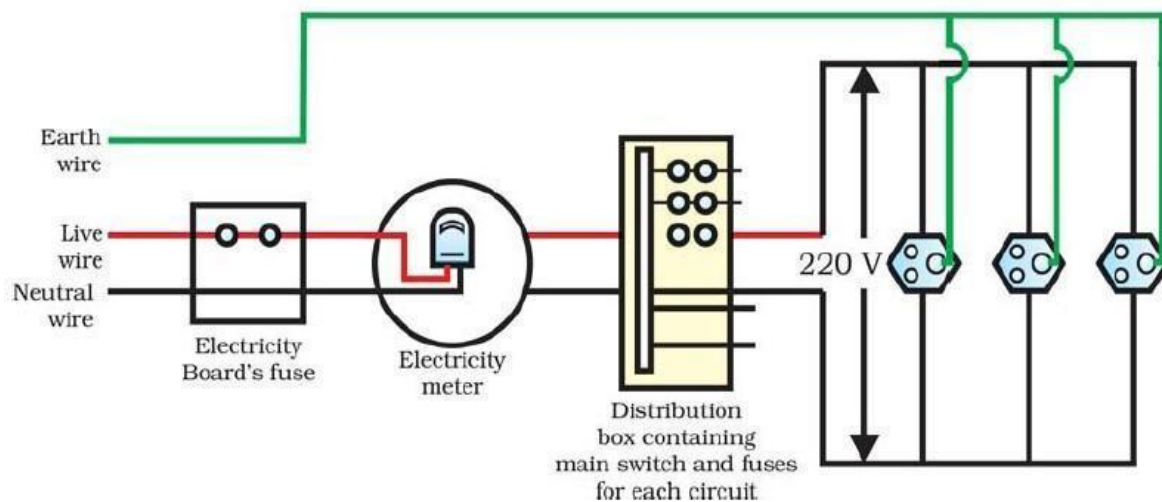 Earth
wire
Live
wire
Neutral
wire
Electricity
Board's fuse
Electricity
meter
Distribution
box containing
main switch and fuses
for each circuit
220 V